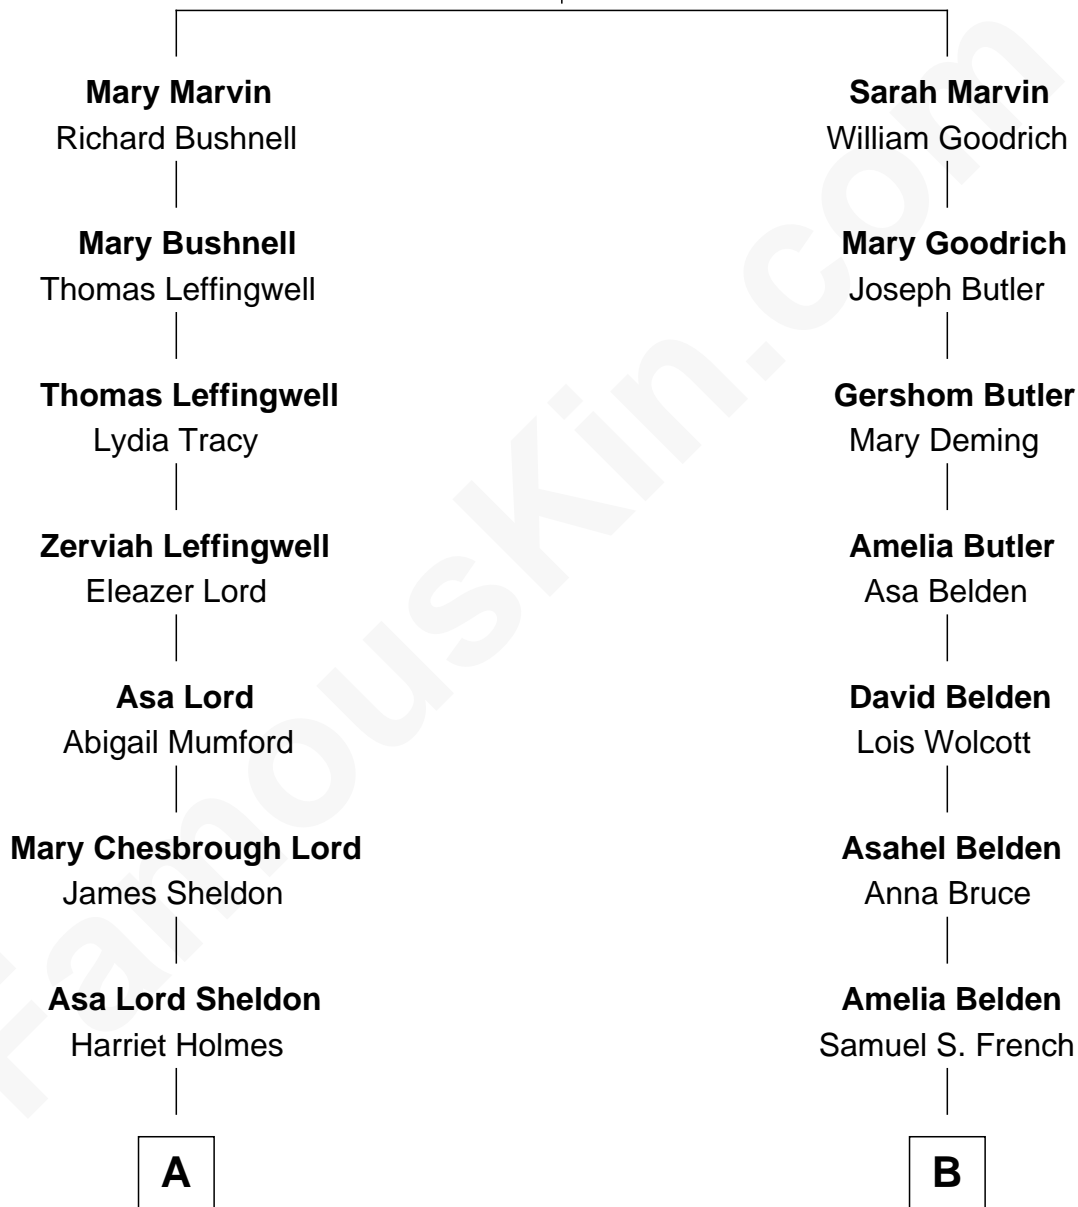 Mary Marvin
Richard Bushnell
Sarah Marvin
William Goodrich
Mary Bushnell
Thomas Leffingwell
Mary Goodrich
Joseph Butler
Thomas Leffingwell
Lydia Tracy
Gershom Butler
Mary Deming
Zerviah Leffingwell
Eleazer Lord
Amelia Butler
Asa Belden
Asa Lord
Abigail Mumford
David Belden
Lois Wolcott
Mary Chesbrough Lord
James Sheldon
Asahel Belden
Anna Bruce
Asa Lord Sheldon
Harriet Holmes
Amelia Belden
Samuel S. French
A
B
FamousKin.com